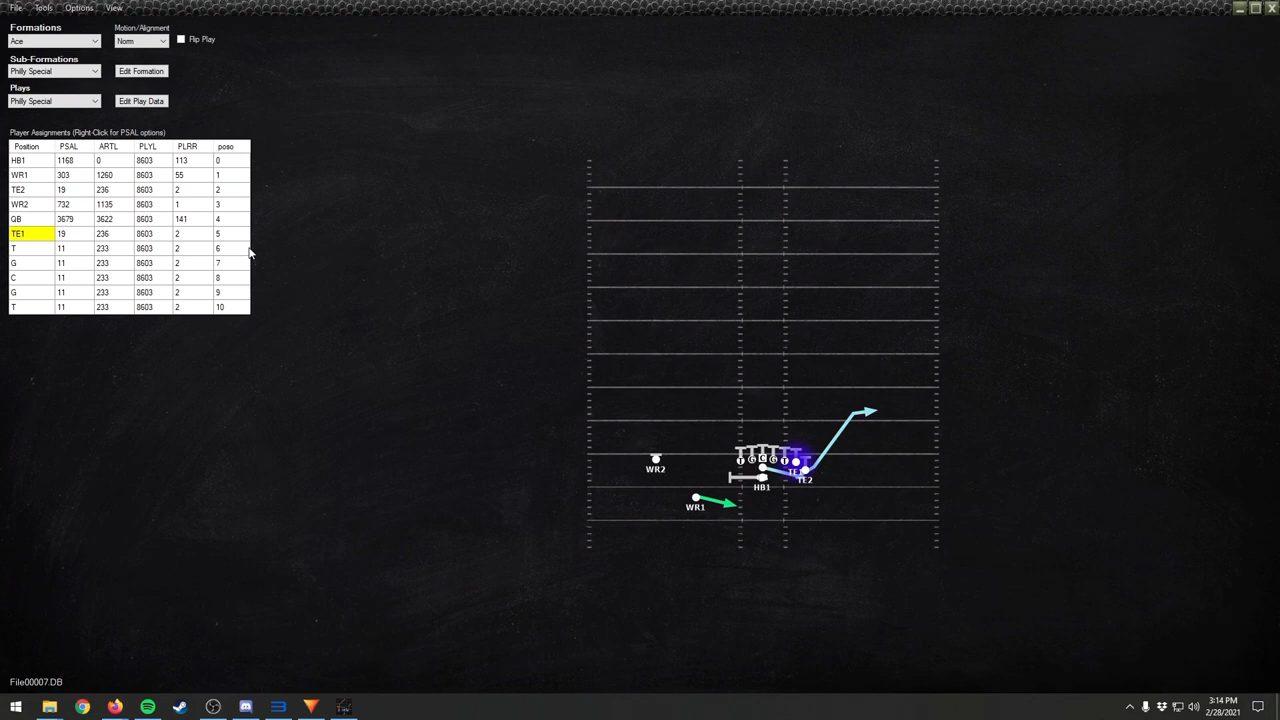 File Tools Options View
Formations Motion/Alignment
Ace Norm Flip Play
Sub-Formations
Philly Special Edit Formation
Plays
Philly Special Edit Play Data
Player Assignments (Right-Click for PSAL options)
Position PSAL ARTL PLYL PLRR poso
HB1 1168 0 8603 113 0
WR1 303 1260 8603 55 1
TE2 19 236 8603 2 2
WR2 732 1135 8603 1 3
QB 3679 3622 8603 141 4
TE1 19 236 8603 2 5
T 11 233 8603 2 6
G 11 233 8603 2 7
C 11 233 8603 2 8
G 11 233 8603 2 9
T 11 233 8603 2 10
T G C G T
WR2
TE2
HB1
WR1
File00007.DB
3:14 PM
2/28/2021